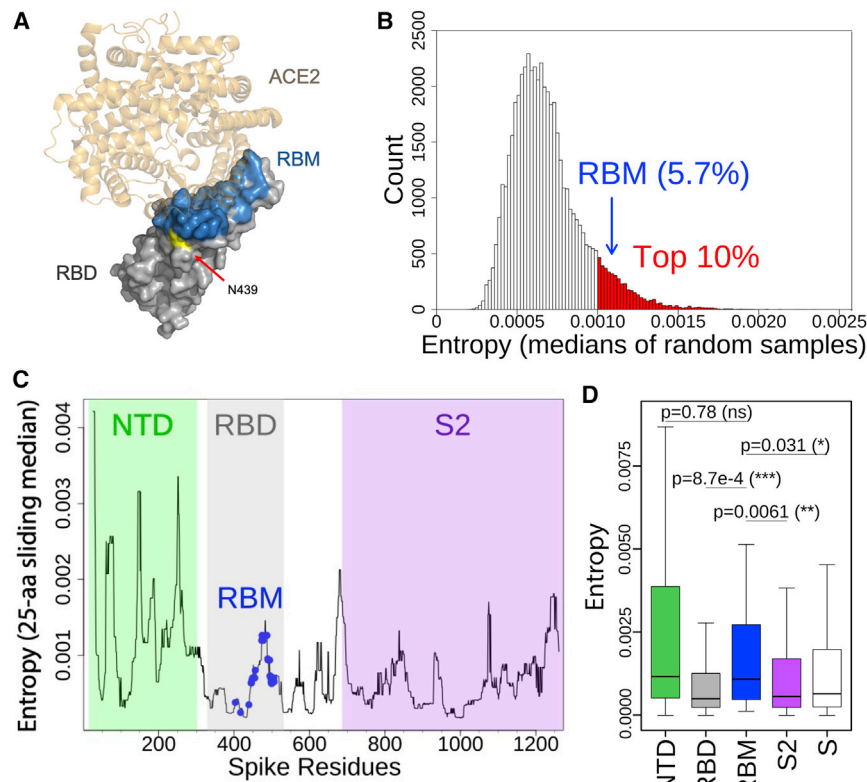 A
ACE2
RBM
RBD
N439
B
Count
0
500
1000
1500
2000
2500
RBM (5.7%)
Top 10%
0
0.0005
0.0010
0.0015
0.0020
0.0025
Entropy (medians of random samples)
C
Entropy (25-aa sliding median)
0.001
0.002
0.003
0.004
NTD
RBD
S2
RBM
200
400
600
800
1000
1200
Spike Residues
D
Entropy
0.0000
0.0025
0.0050
0.0075
p=0.78 (ns)
p=0.031 (*)
p=8.7e-4 (***)
p=0.0061 (**)
NTD
RBD
RBM
S2
S